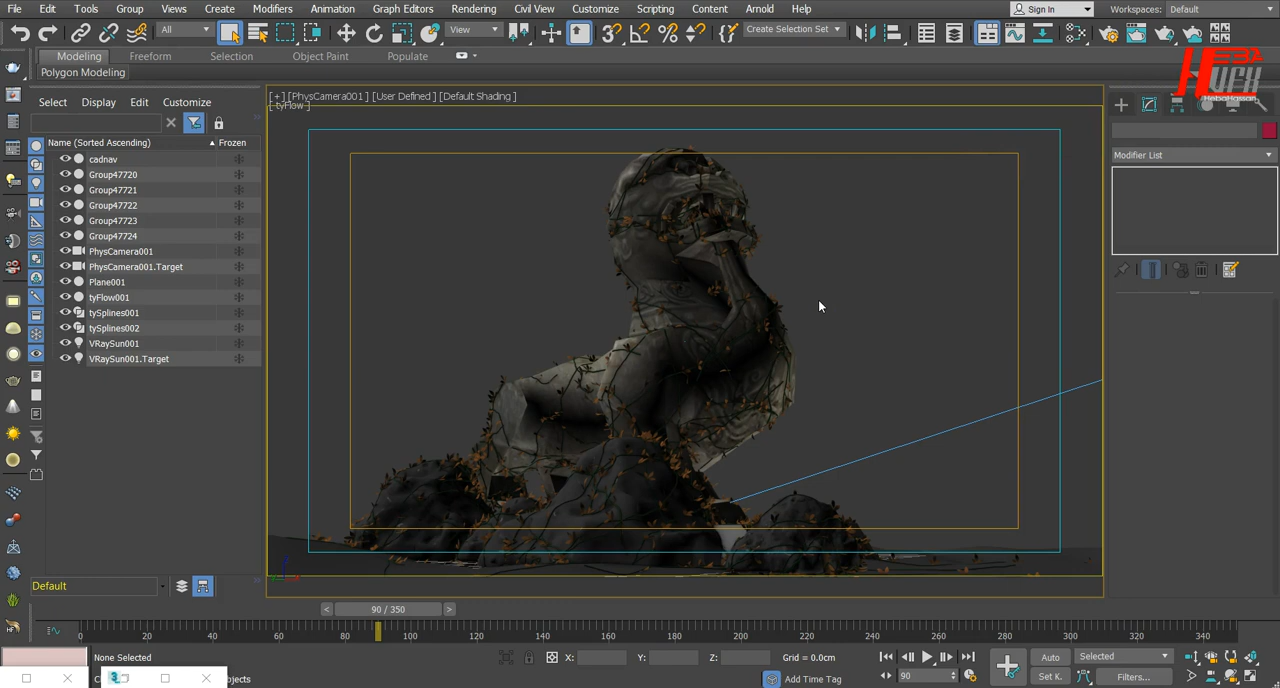 File Edit Tools Group Views Create Modifiers Animation Graph Editors Rendering Civil View Customize Scripting Content Arnold Help
Sign In Workspaces: Default
All View Create Selection Set
Modeling Freeform Selection Object Paint Populate
Polygon Modeling
HEBA
VFX
HebaHassan
Select Display Edit Customize
[+] [PhysCamera001] [User Defined] [Default Shading]
[ tyFlow ]
Name (Sorted Ascending) Frozen
cadnav
Group47720
Group47721
Group47722
Group47723
Group47724
PhysCamera001
PhysCamera001.Target
Plane001
tyFlow001
tySplines001
tySplines002
VRaySun001
VRaySun001.Target
Modifier List
Default
< 90 / 350 >
0 20 40 60 80 100 120 140 160 180 200 220 240 260 280 300 320 340
None Selected X: Y: Z: Grid = 0.0cm
Add Time Tag
90
Auto Selected
Set K. Filters...